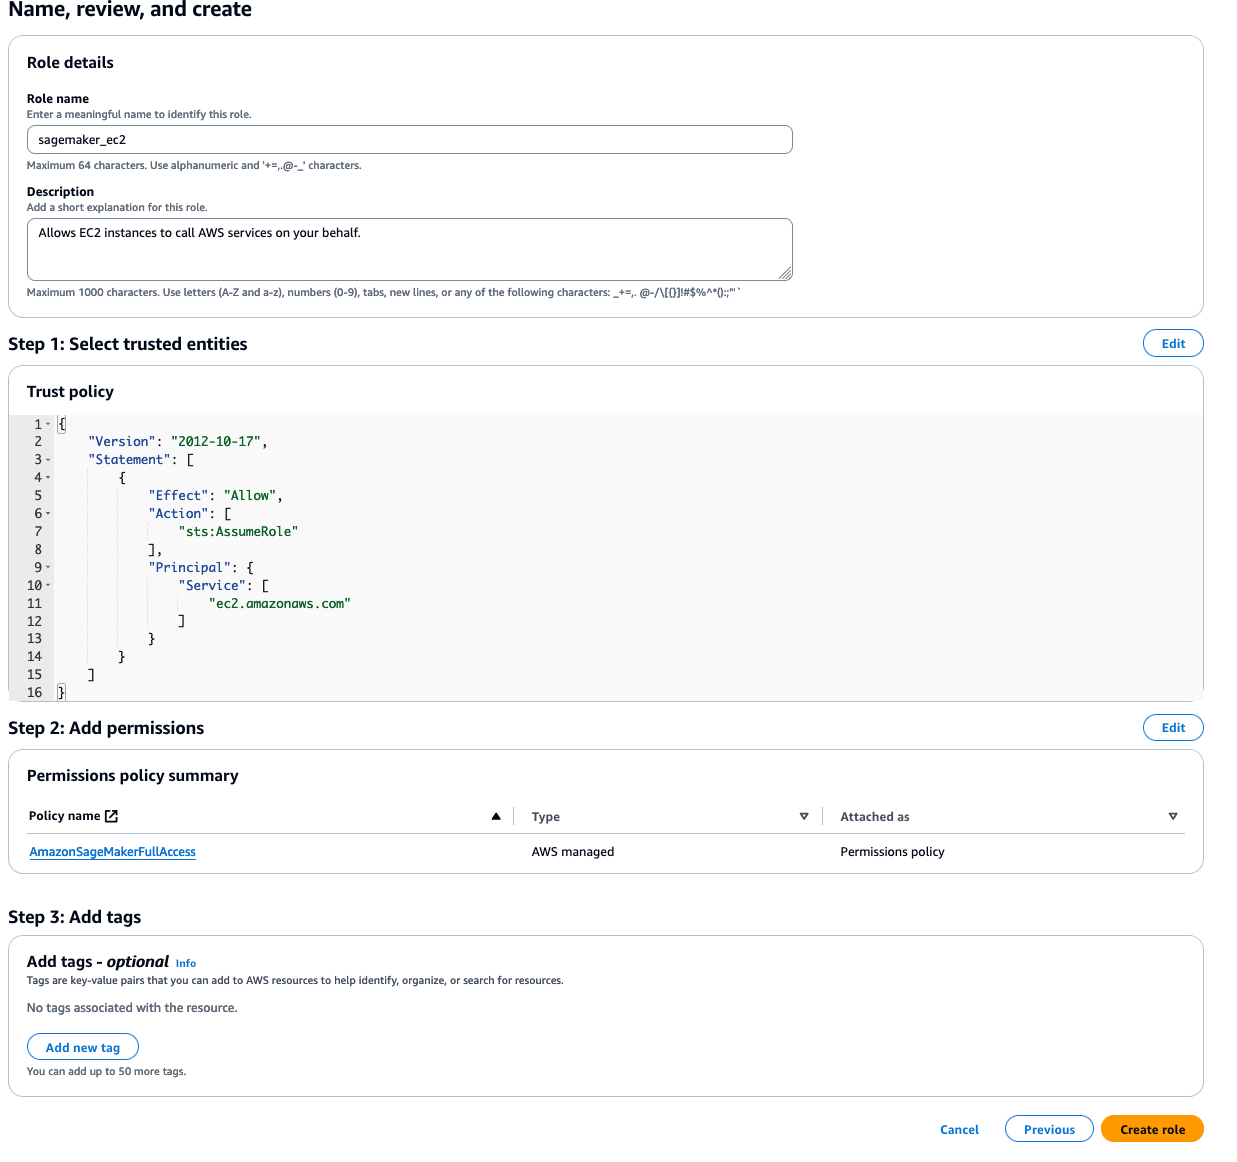 Name, review, and create
Role details
Role name
Enter a meaningful name to identify this role.
sagemaker_ec2
Maximum 64 characters. Use alphanumeric and '+=,.@-_' characters.
Description
Add a short explanation for this role.
Allows EC2 instances to call AWS services on your behalf.
Maximum 1000 characters. Use letters (A-Z and a-z), numbers (0-9), tabs, new lines, or any of the following characters: _+=,. @-/\[{}]!#$%^*():;"'`
Step 1: Select trusted entities
Edit
Trust policy
1 {
2     "Version": "2012-10-17",
3     "Statement": [
4         {
5             "Effect": "Allow",
6             "Action": [
7                 "sts:AssumeRole"
8             ],
9             "Principal": {
10                 "Service": [
11                     "ec2.amazonaws.com"
12                 ]
13             }
14         }
15     ]
16 }
Step 2: Add permissions
Edit
Permissions policy summary
Policy name Type Attached as
AmazonSageMakerFullAccess AWS managed Permissions policy
Step 3: Add tags
Add tags - optional Info
Tags are key-value pairs that you can add to AWS resources to help identify, organize, or search for resources.
No tags associated with the resource.
Add new tag
You can add up to 50 more tags.
Cancel Previous Create role